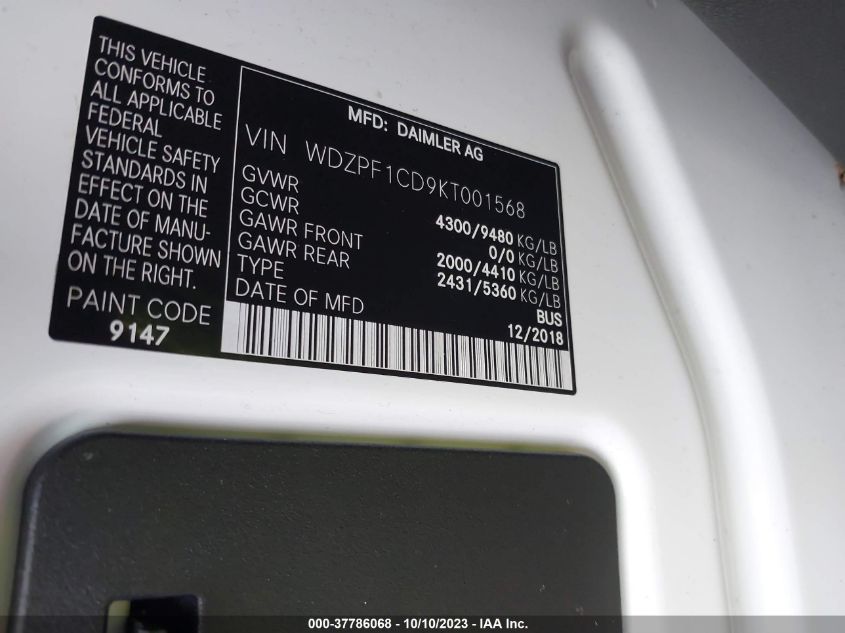 THIS VEHICLE
CONFORMS TO
ALL APPLICABLE
FEDERAL
VEHICLE SAFETY
STANDARDS IN
EFFECT ON THE
DATE OF MANU-
FACTURE SHOWN
ON THE RIGHT.
PAINT CODE
9147
MFD: DAIMLER AG
VIN WDZPF1CD9KT001568
GVWR 4300/9480 KG/LB
GCWR 0/0 KG/LB
GAWR FRONT 2000/4410 KG/LB
GAWR REAR 2431/5360 KG/LB
TYPE BUS
DATE OF MFD 12/2018
000-37786068 - 10/10/2023 - IAA Inc.